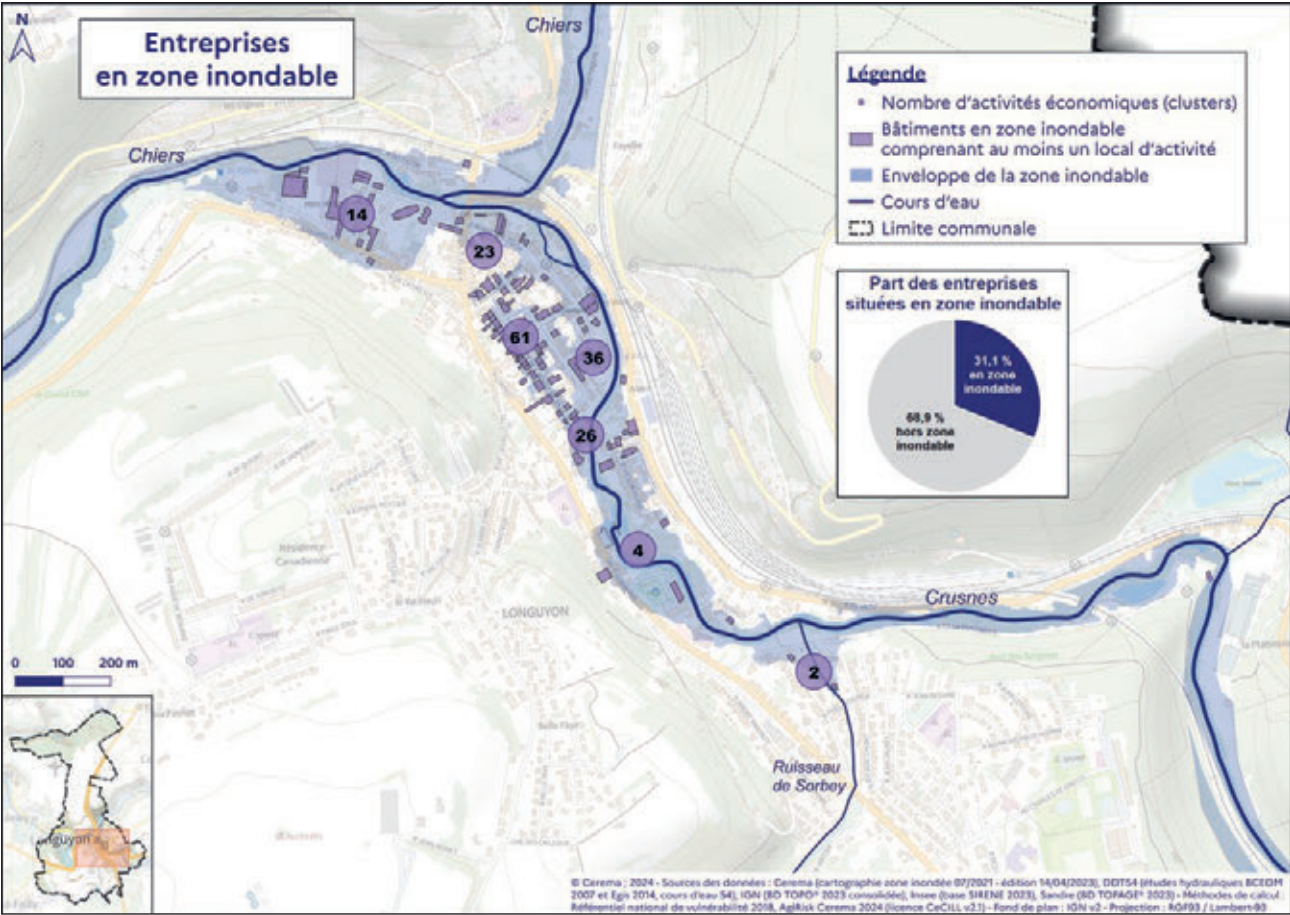 N
Entreprises
en zone inondable
Chiers
Chiers
Légende
Nombre d'activités économiques (clusters)
Bâtiments en zone inondable
comprenant au moins un local d'activité
Enveloppe de la zone inondable
Cours d'eau
Limite communale
Part des entreprises
situées en zone inondable
31,1 %
en zone
inondable
68,9 %
hors zone
inondable
14
23
61
36
26
4
2
Crusnes
Résidence
Canadienne
LONGUYON
Ruisseau
de Sorbey
0 100 200 m
© Cerema ; 2024 - Sources des données : Cerema (cartographie zone inondée 07/2021 - édition 14/04/2023), DDT54 (études hydrauliques BCEOM
2007 et Egis 2014, cours d'eau 54), IGN (BD TOPO® 2023 consolidée), Insee (base SIRENE 2023), Sandre (BD TOPAGE® 2023) - Méthodes de calcul :
Référentiel national de vulnérabilité 2018, AgiRisk Cerema 2024 (licence CeCILL v2.1) - Fond de plan : IGN v2 - Projection : RGF93 / Lambert-93